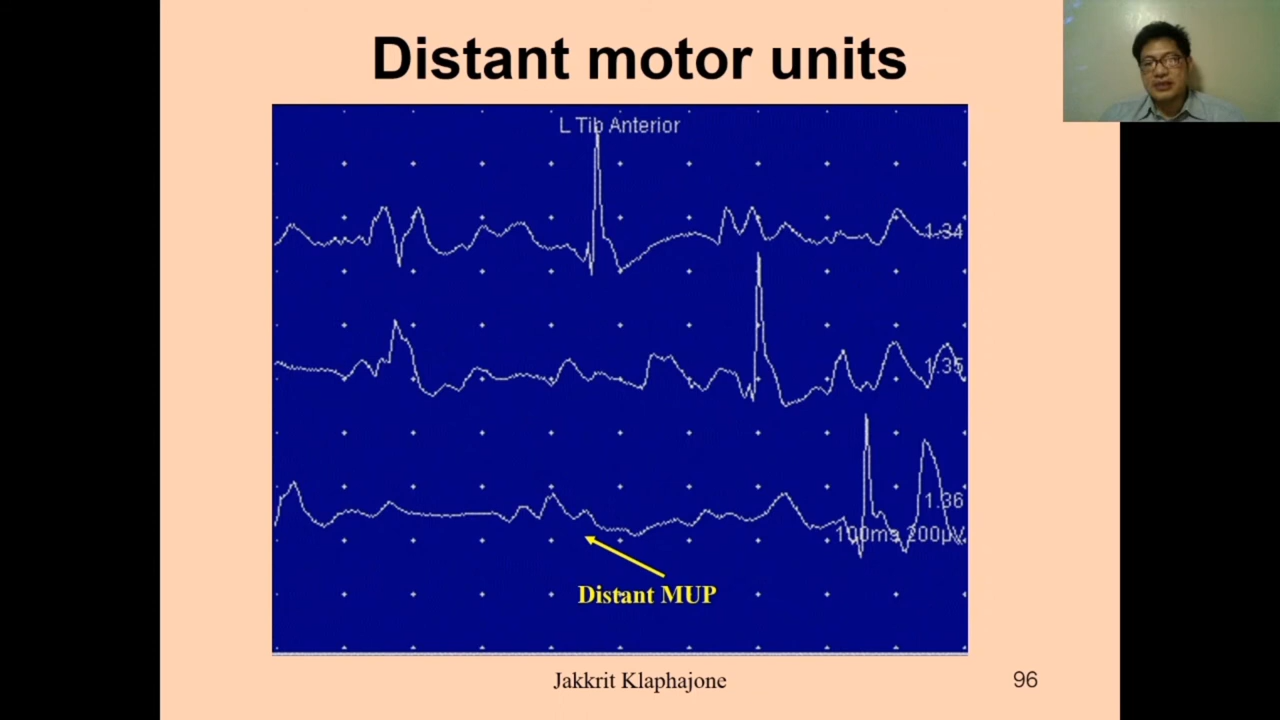 Distant motor units
L Tib Anterior
1.34
1.35
1.36
100ms 200µV
Distant MUP
Jakkrit Klaphajone
96